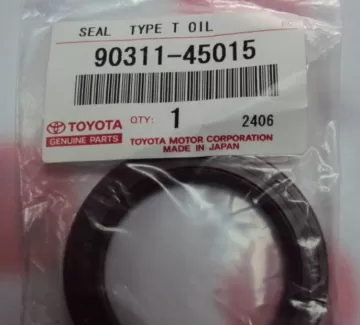 SEAL TYPE T OIL
90311-45015
TOYOTA QTY: 1 2406
GENUINE PARTS TOYOTA MOTOR CORPORATION
MADE IN JAPAN